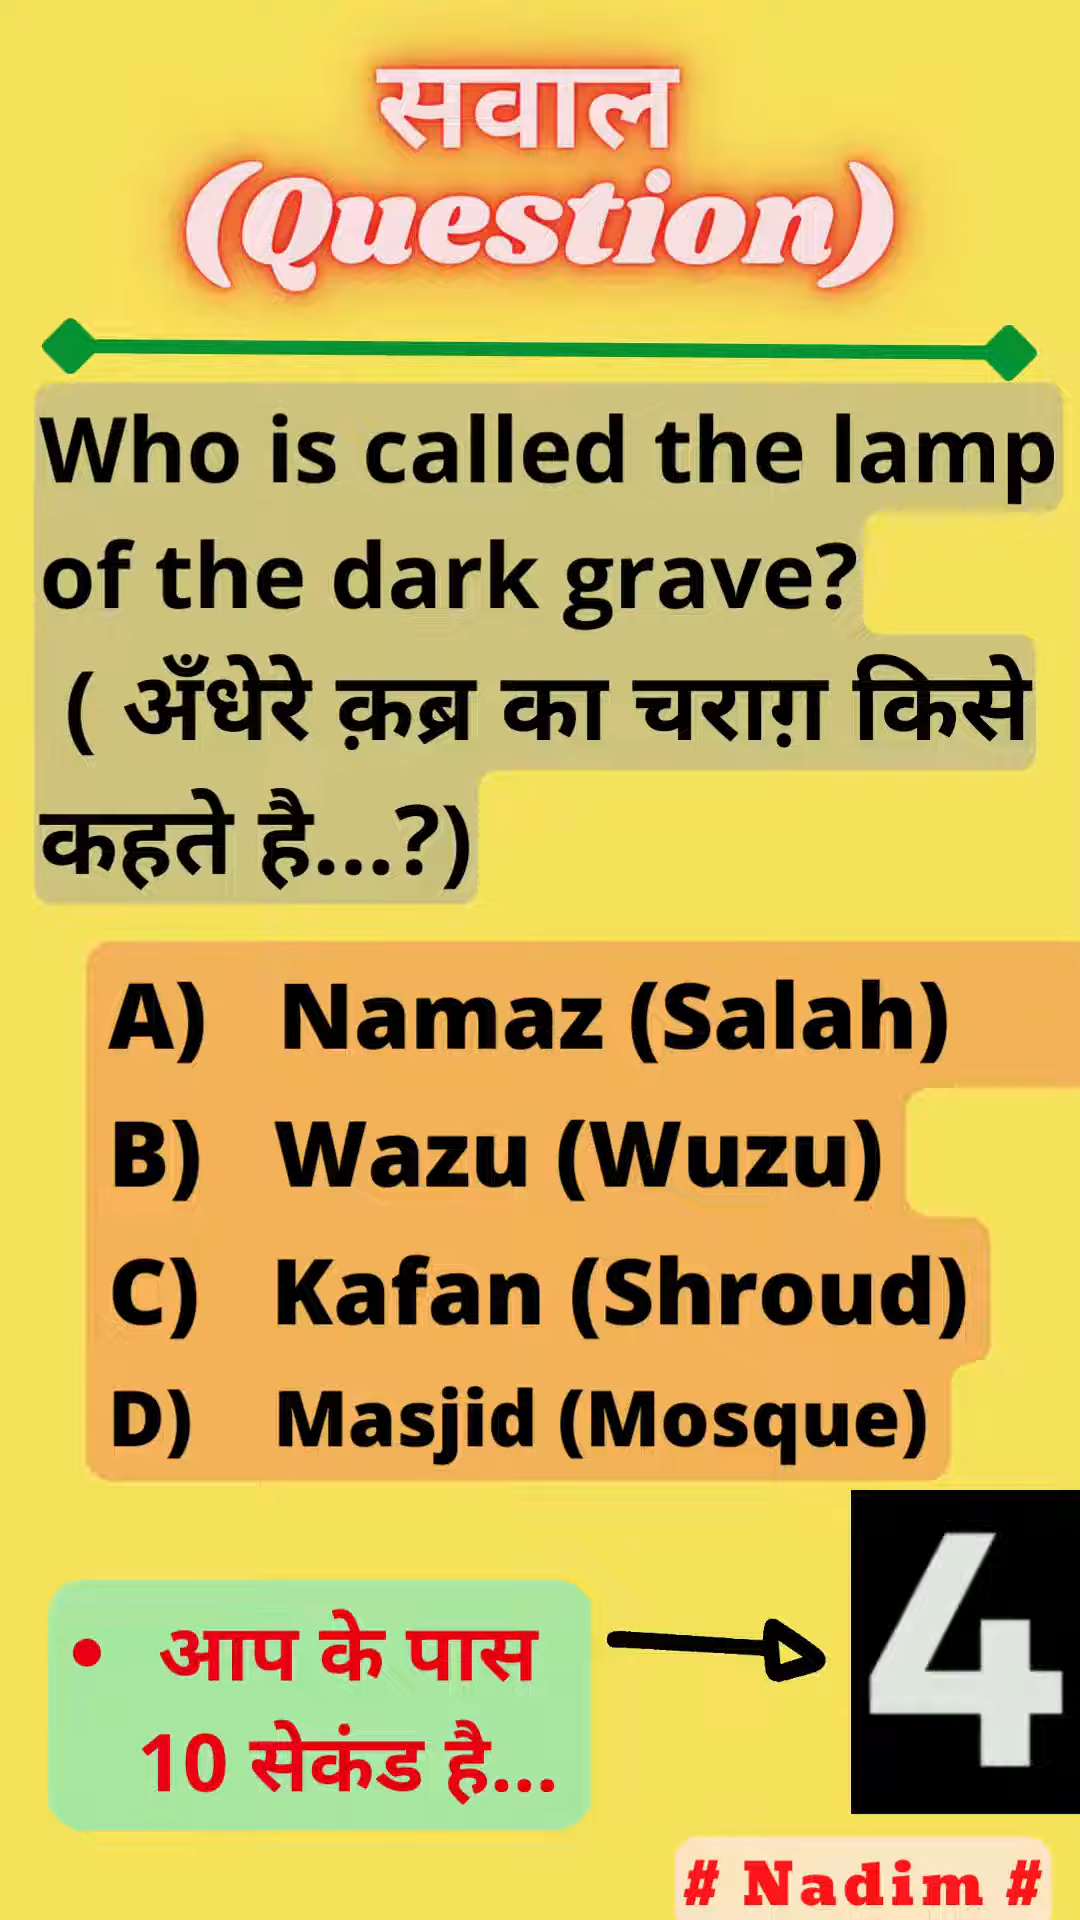 सवाल
(Question)
Who is called the lamp
of the dark grave?
( अँधेरे क़ब्र का चराग़ किसे
कहते है...?)
A) Namaz (Salah)
B) Wazu (Wuzu)
C) Kafan (Shroud)
D) Masjid (Mosque)
• आप के पास
10 सेकंड है...
4
# Nadim #